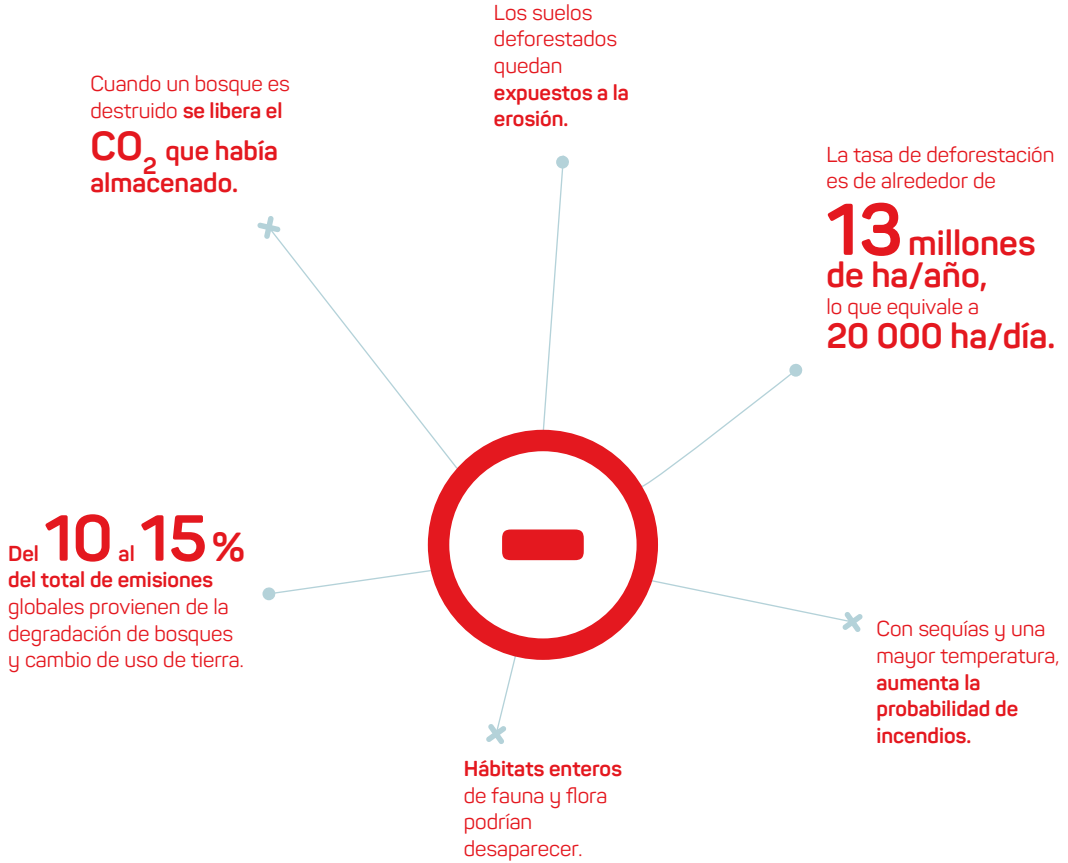 Los suelos
deforestados
quedan
expuestos a la
erosión.
Cuando un bosque es
destruido se libera el
CO₂ que había
almacenado.
La tasa de deforestación
es de alrededor de
13 millones
de ha/año,
lo que equivale a
20 000 ha/día.
Del 10 al 15 %
del total de emisiones
globales provienen de la
degradación de bosques
y cambio de uso de tierra.
Con sequías y una
mayor temperatura,
aumenta la
probabilidad de
incendios.
Hábitats enteros
de fauna y flora
podrían
desaparecer.